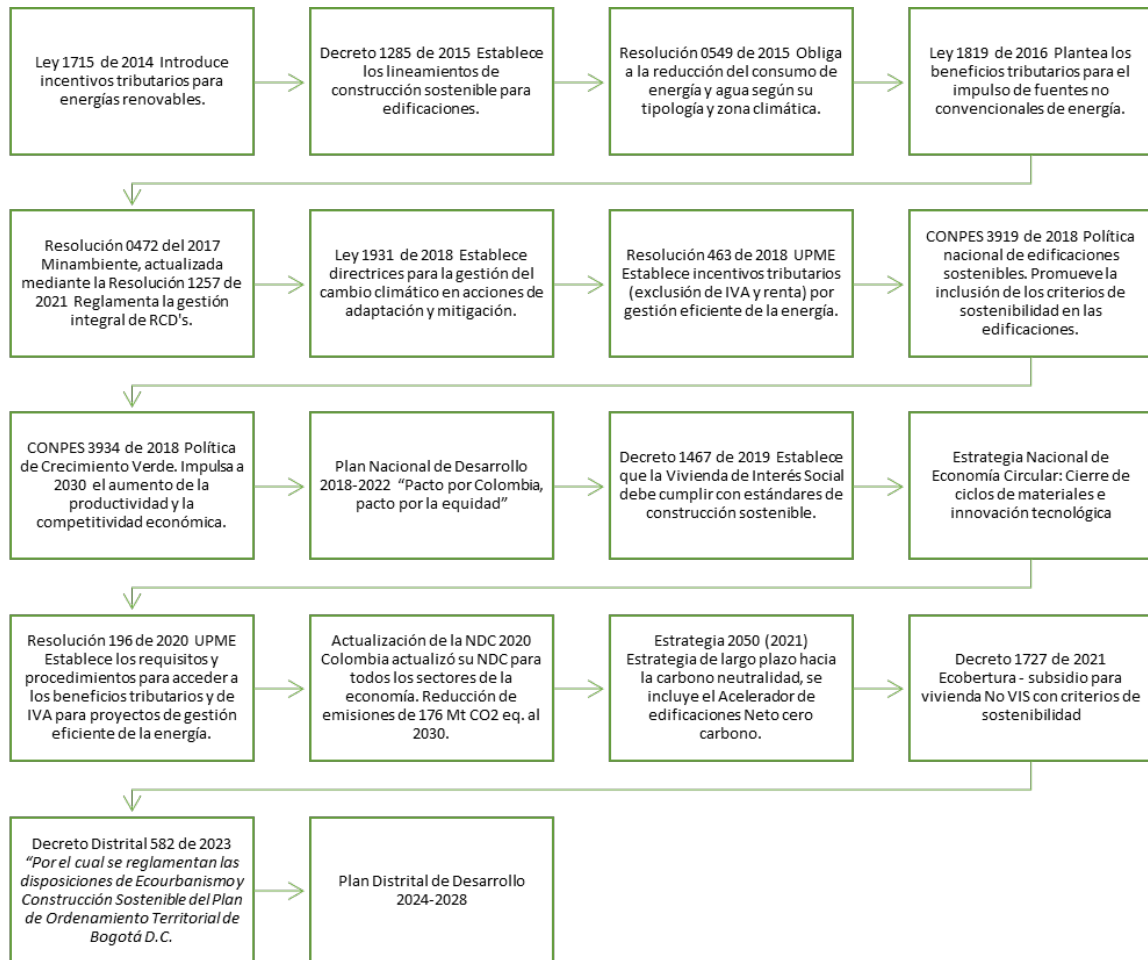 Ley 1715 de 2014 Introduce
incentivos tributarios para
energías renovables.
Decreto 1285 de 2015 Establece
los lineamientos de
construcción sostenible para
edificaciones.
Resolución 0549 de 2015 Obliga
a la reducción del consumo de
energía y agua según su
tipología y zona climática.
Ley 1819 de 2016 Plantea los
beneficios tributarios para el
impulso de fuentes no
convencionales de energía.
Resolución 0472 del 2017
Minambiente, actualizada
mediante la Resolución 1257 de
2021 Reglamenta la gestión
integral de RCD's.
Ley 1931 de 2018 Establece
directrices para la gestión del
cambio climático en acciones de
adaptación y mitigación.
Resolución 463 de 2018 UPME
Establece incentivos tributarios
(exclusión de IVA y renta) por
gestión eficiente de la energía.
CONPES 3919 de 2018 Política
nacional de edificaciones
sostenibles. Promueve la
inclusión de los criterios de
sostenibilidad en las
edificaciones.
CONPES 3934 de 2018 Política
de Crecimiento Verde. Impulsa a
2030 el aumento de la
productividad y la
competitividad económica.
Plan Nacional de Desarrollo
2018-2022 “Pacto por Colombia,
pacto por la equidad”
Decreto 1467 de 2019 Establece
que la Vivienda de Interés Social
debe cumplir con estándares de
construcción sostenible.
Estrategia Nacional de
Economía Circular: Cierre de
ciclos de materiales e
innovación tecnológica
Resolución 196 de 2020 UPME
Establece los requisitos y
procedimientos para acceder a
los beneficios tributarios y de
IVA para proyectos de gestión
eficiente de la energía.
Actualización de la NDC 2020
Colombia actualizó su NDC para
todos los sectores de la
economía. Reducción de
emisiones de 176 Mt CO2 eq. al
2030.
Estrategia 2050 (2021)
Estrategia de largo plazo hacia
la carbono neutralidad, se
incluye el Acelerador de
edificaciones Neto cero
carbono.
Decreto 1727 de 2021
Ecobertura - subsidio para
vivienda No VIS con criterios de
sostenibilidad
Decreto Distrital 582 de 2023
“Por el cual se reglamentan las
disposiciones de Ecourbanismo y
Construcción Sostenible del Plan
de Ordenamiento Territorial de
Bogotá D.C.
Plan Distrital de Desarrollo
2024-2028